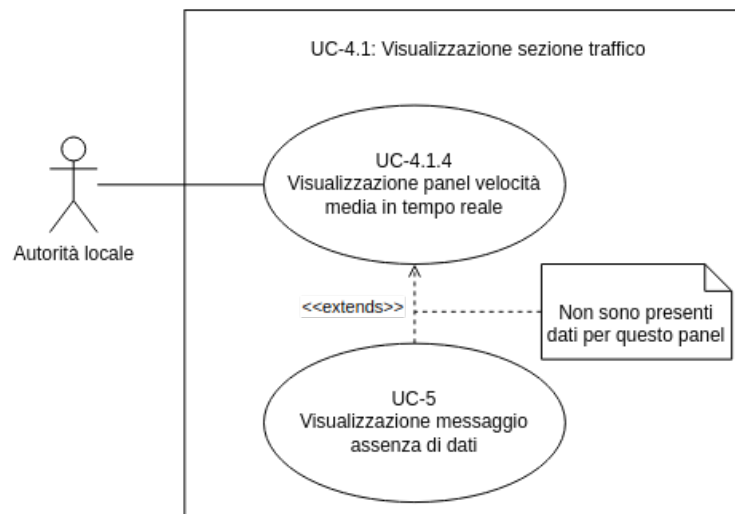 UC-4.1: Visualizzazione sezione traffico
UC-4.1.4
Visualizzazione panel velocità
media in tempo reale
Autorità locale
<<extends>>
Non sono presenti
dati per questo panel
UC-5
Visualizzazione messaggio
assenza di dati